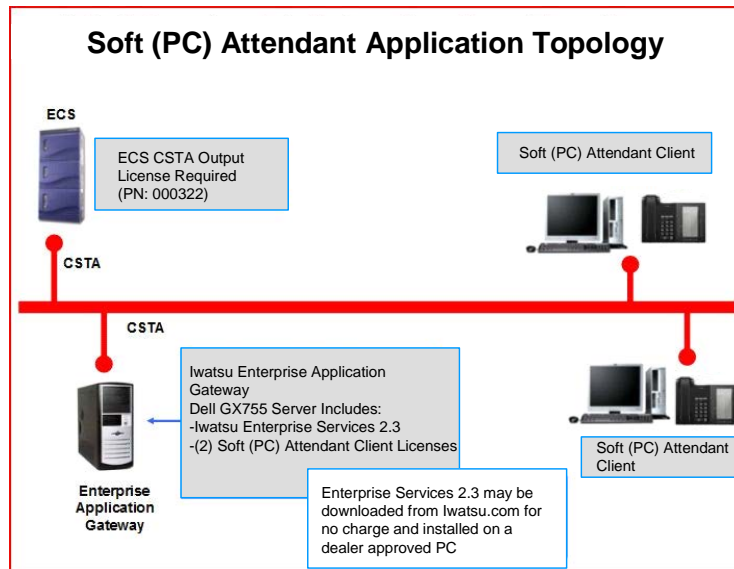 Soft (PC) Attendant Application Topology
ECS
ECS CSTA Output
License Required
(PN: 000322)
Soft (PC) Attendant Client
CSTA
CSTA
Iwatsu Enterprise Application
Gateway
Dell GX755 Server Includes:
-Iwatsu Enterprise Services 2.3
-(2) Soft (PC) Attendant Client Licenses
Enterprise
Application
Gateway
Soft (PC) Attendant
Client
Enterprise Services 2.3 may be
downloaded from Iwatsu.com for
no charge and installed on a
dealer approved PC